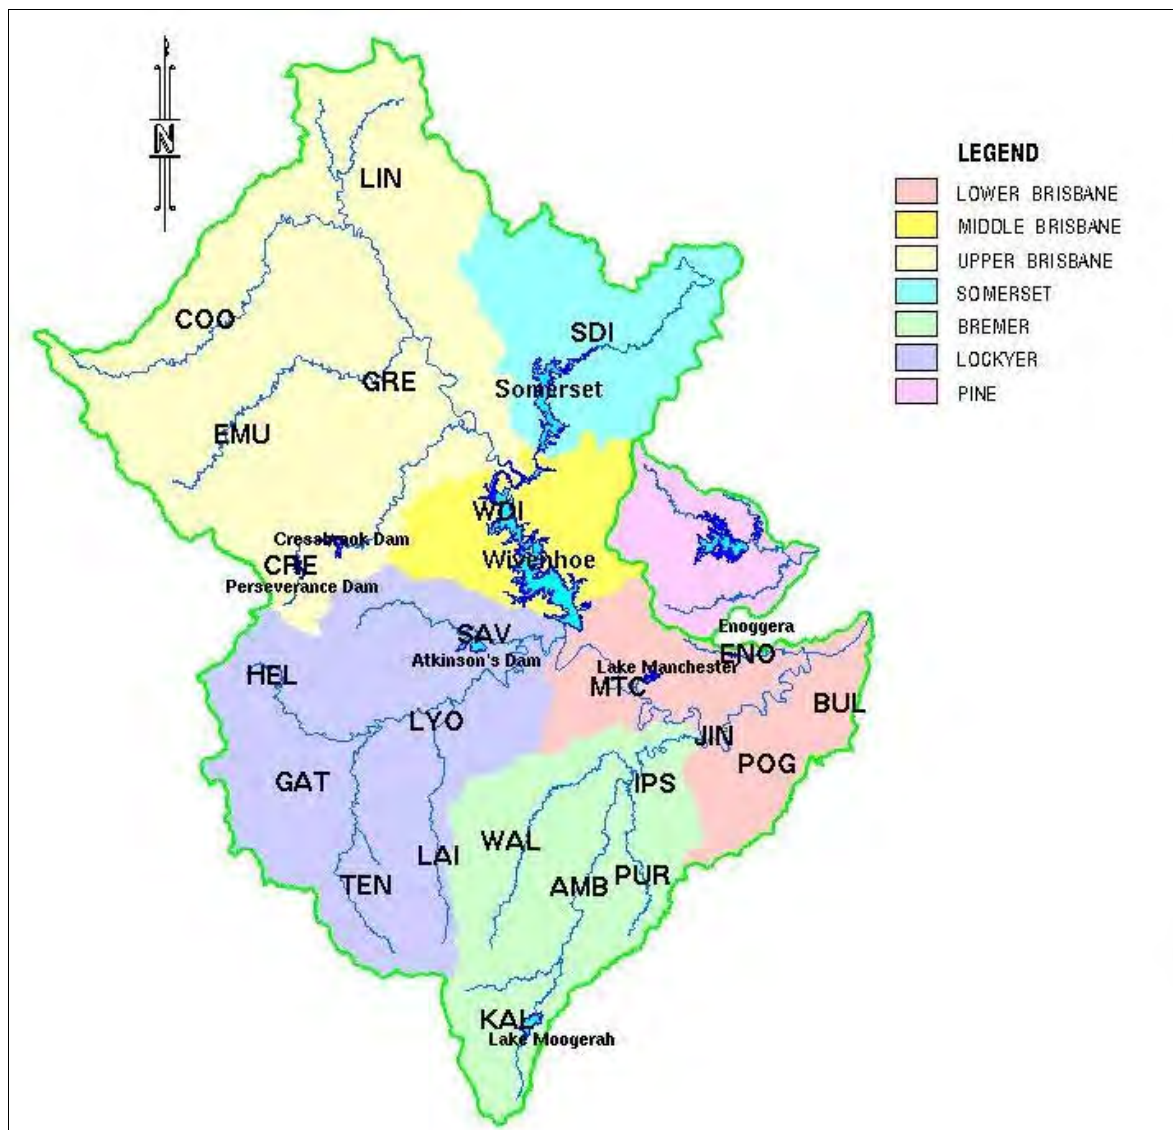 N
LEGEND
LOWER BRISBANE
MIDDLE BRISBANE
UPPER BRISBANE
SOMERSET
BREMER
LOCKYER
PINE
LIN
COO
SDI
GRE
Somerset
EMU
WDI
Cressbrook Dam
Wivenhoe
CRE
Perseverance Dam
Enoggera
SAV
ENO
Atkinson's Dam
Lake Manchester
HEL
MTC
BUL
LYO
JIN
POG
GAT
IPS
WAL
LAI
PUR
TEN
AMB
KAL
Lake Moogerah